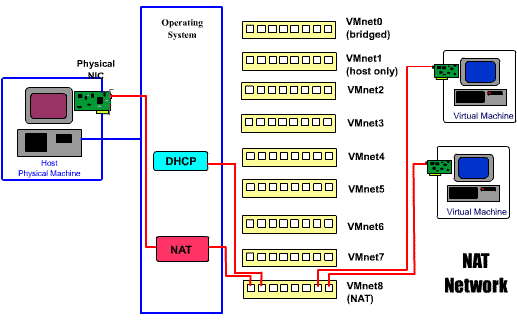 Operating
System
Physical
NIC
Host
Physical Machine
DHCP
NAT
VMnet0
(bridged)
VMnet1
(host only)
VMnet2
VMnet3
VMnet4
VMnet5
VMnet6
VMnet7
VMnet8
(NAT)
Virtual Machine
Virtual Machine
NAT
Network